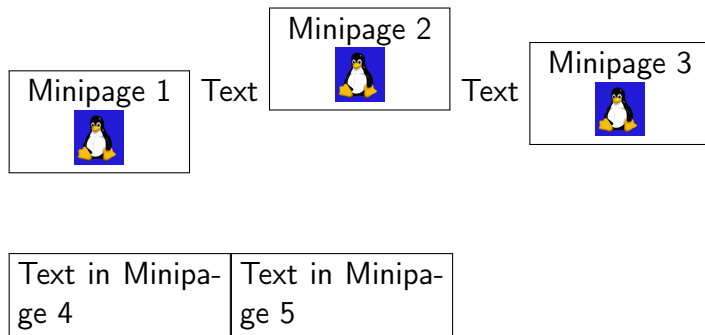 Minipage 1 Text Minipage 2 Text Minipage 3
Text in Minipa-
ge 4
Text in Minipa-
ge 5